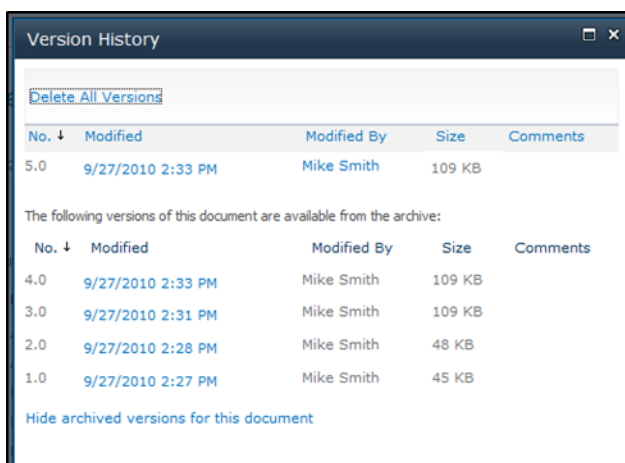 Version History
Delete All Versions
No. ↓ Modified Modified By Size Comments
5.0 9/27/2010 2:33 PM Mike Smith 109 KB
The following versions of this document are available from the archive:
No. ↓ Modified Modified By Size Comments
4.0 9/27/2010 2:33 PM Mike Smith 109 KB
3.0 9/27/2010 2:31 PM Mike Smith 109 KB
2.0 9/27/2010 2:28 PM Mike Smith 48 KB
1.0 9/27/2010 2:27 PM Mike Smith 45 KB
Hide archived versions for this document